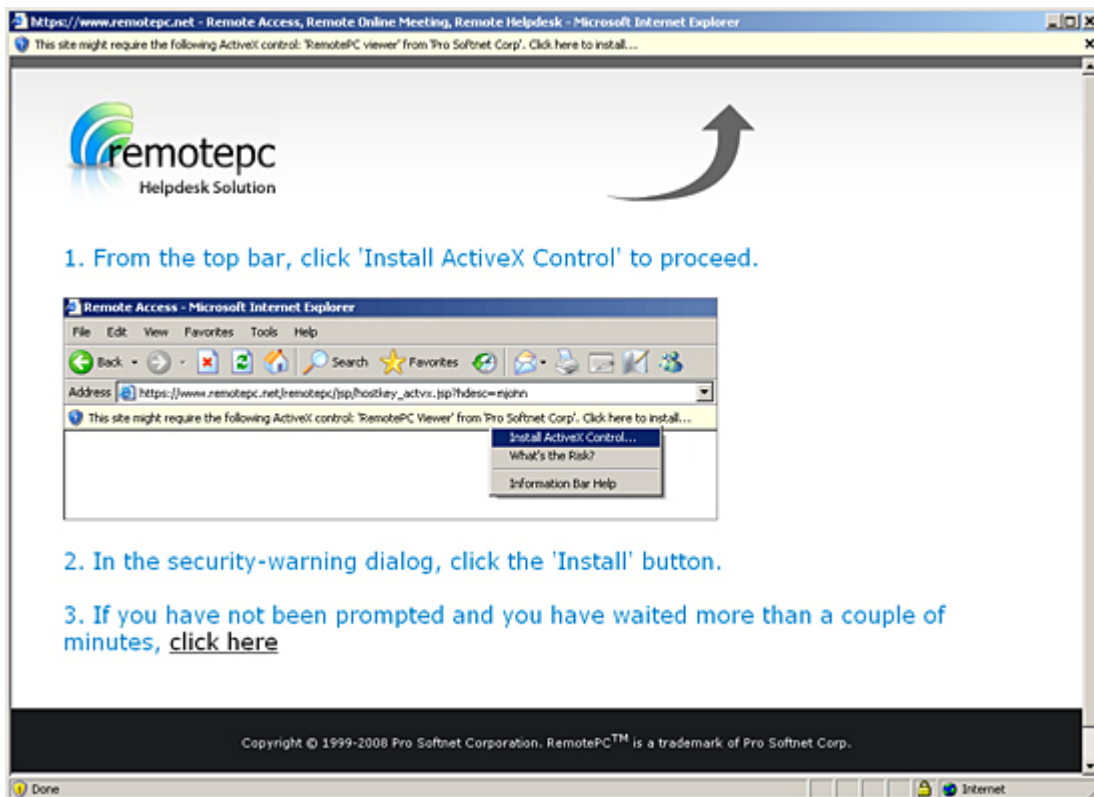 https://www.remotepc.net - Remote Access, Remote Online Meeting, Remote Helpdesk - Microsoft Internet Explorer
This site might require the following ActiveX control: 'RemotePC viewer' from 'Pro Softnet Corp'. Click here to install...
remotepc
Helpdesk Solution
1. From the top bar, click 'Install ActiveX Control' to proceed.
Remote Access - Microsoft Internet Explorer
File Edit View Favorites Tools Help
Back Search Favorites
Address https://www.remotepc.net/remotepc/jsp/hostkey_actvx.jsp?hdesc=mjohn
This site might require the following ActiveX control: 'RemotePC Viewer' from 'Pro Softnet Corp'. Click here to install...
Install ActiveX Control...
What's the Risk?
Information Bar Help
2. In the security-warning dialog, click the 'Install' button.
3. If you have not been prompted and you have waited more than a couple of
minutes, click here
Copyright © 1999-2008 Pro Softnet Corporation. RemotePC™ is a trademark of Pro Softnet Corp.
Done Internet